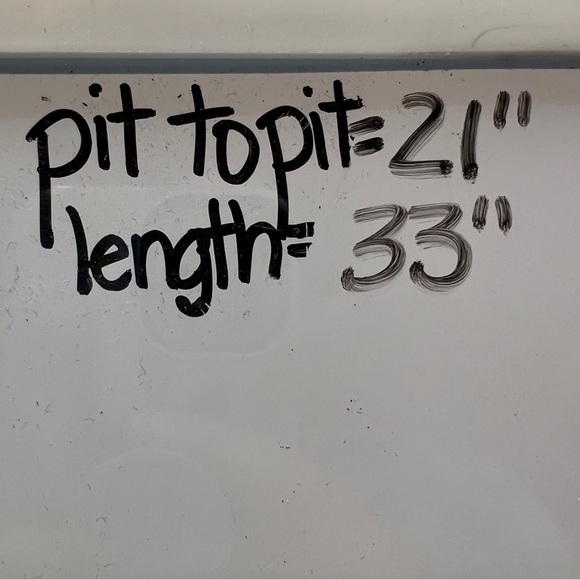 pit to pit= 21"
length= 33"